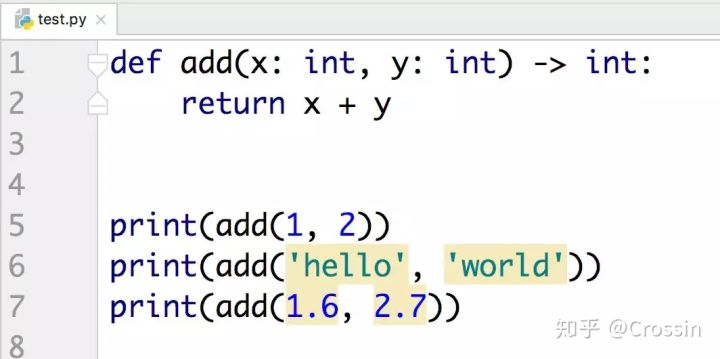 test.py
1 def add(x: int, y: int) -> int:
2     return x + y
3
4
5 print(add(1, 2))
6 print(add('hello', 'world'))
7 print(add(1.6, 2.7))
8
知乎 @Crossin